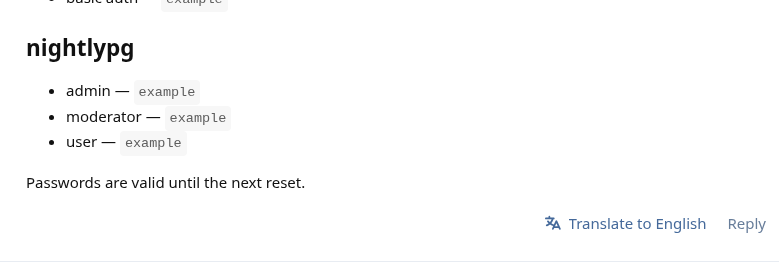 basic auth — example
nightlypg
admin — example
moderator — example
user — example
Passwords are valid until the next reset.
Translate to English Reply